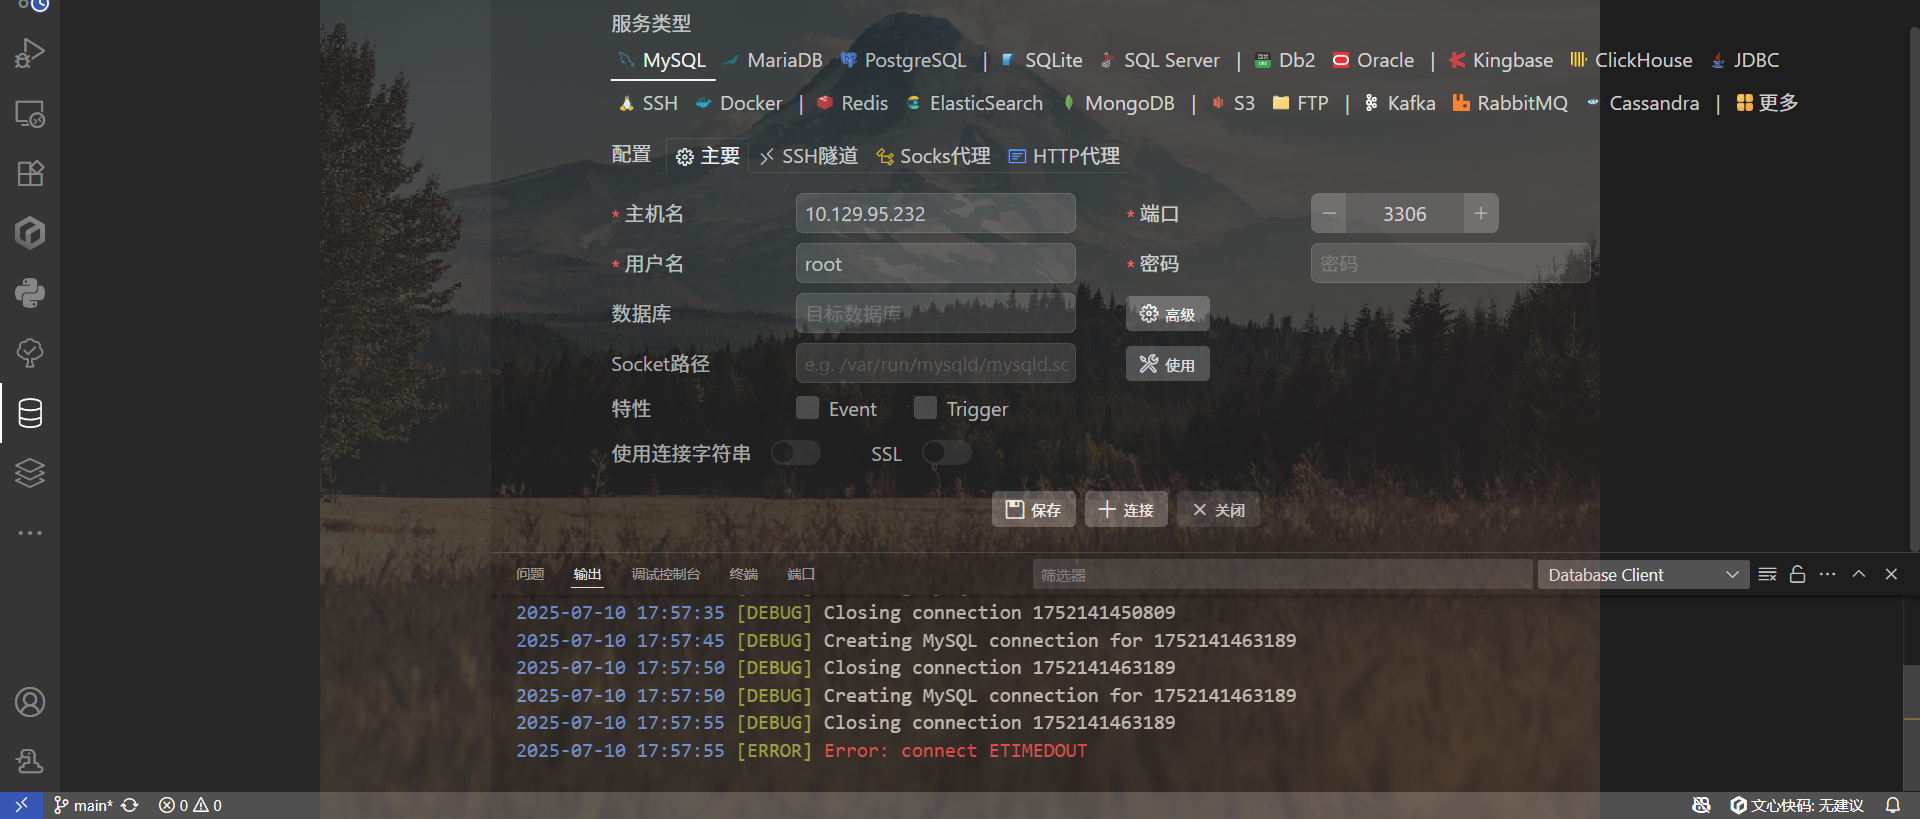 服务类型
MySQL MariaDB PostgreSQL | SQLite SQL Server | Db2 Oracle | Kingbase ClickHouse JDBC
SSH Docker | Redis ElasticSearch MongoDB | S3 FTP | Kafka RabbitMQ Cassandra | 更多
配置 主要 SSH隧道 Socks代理 HTTP代理
* 主机名 10.129.95.232 * 端口 − 3306 +
* 用户名 root * 密码 密码
数据库 目标数据库 高级
Socket路径 e.g. /var/run/mysqld/mysqld.sc 使用
特性 Event Trigger
使用连接字符串 SSL
保存 连接 关闭
问题 输出 调试控制台 终端 端口 筛选器 Database Client
2025-07-10 17:57:35 [DEBUG] Closing connection 1752141450809
2025-07-10 17:57:45 [DEBUG] Creating MySQL connection for 1752141463189
2025-07-10 17:57:50 [DEBUG] Closing connection 1752141463189
2025-07-10 17:57:50 [DEBUG] Creating MySQL connection for 1752141463189
2025-07-10 17:57:55 [DEBUG] Closing connection 1752141463189
2025-07-10 17:57:55 [ERROR] Error: connect ETIMEDOUT
main* 0 0 文心快码: 无建议